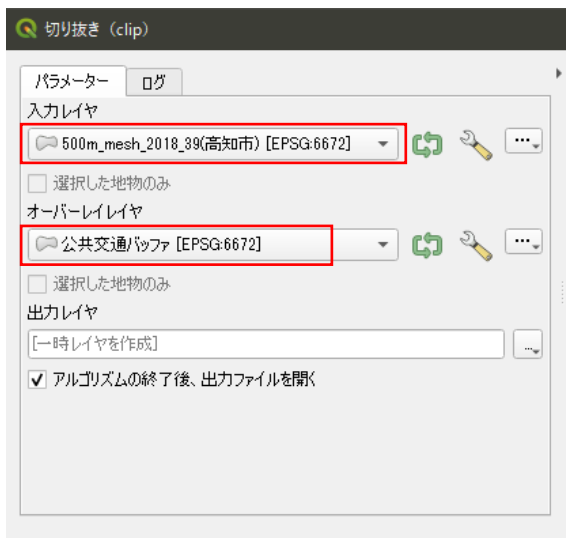 切り抜き (clip)
パラメーター ログ
入力レイヤ
500m_mesh_2018_39(高知市) [EPSG:6672]
選択した地物のみ
オーバーレイレイヤ
公共交通バッファ [EPSG:6672]
選択した地物のみ
出力レイヤ
[一時レイヤを作成]
アルゴリズムの終了後、出力ファイルを開く